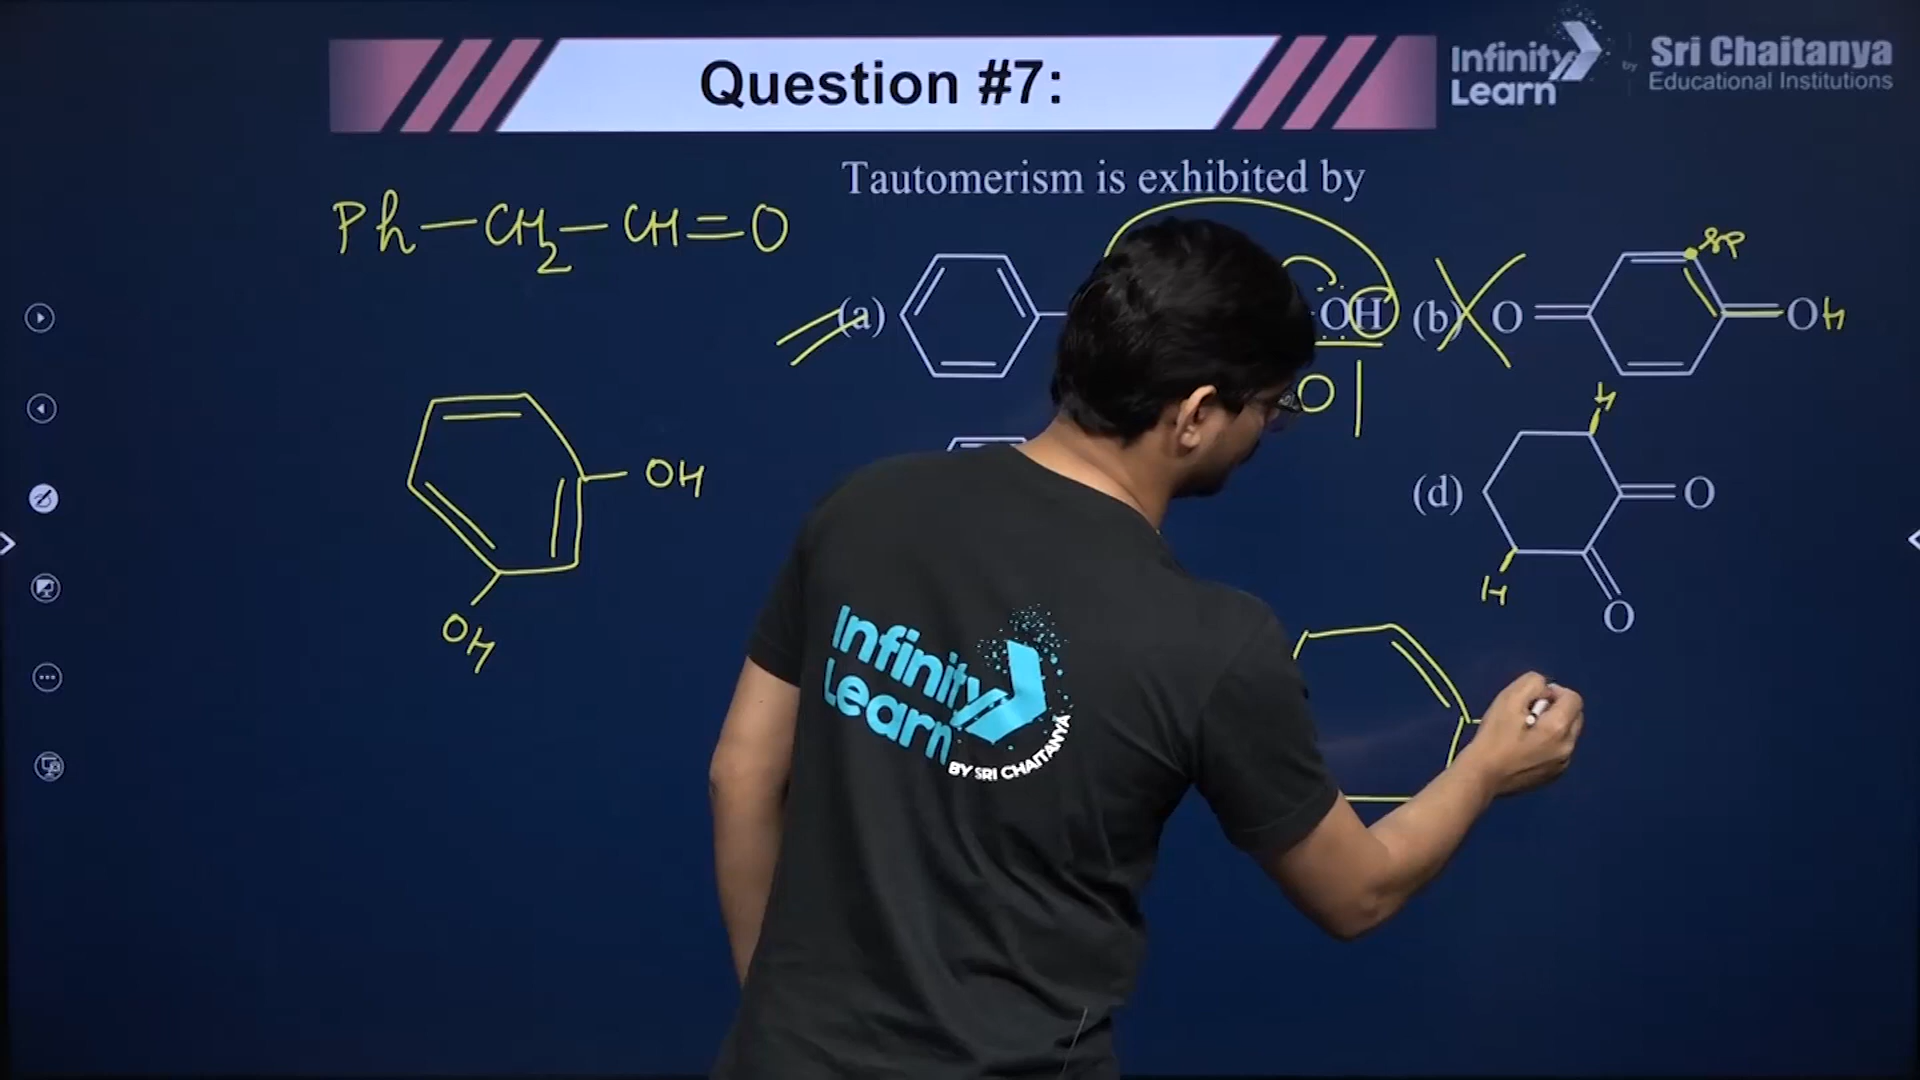 Question #7:
Infinity Learn
by
Sri Chaitanya
Educational Institutions
Tautomerism is exhibited by
Ph—CH₂—CH=O
(a)
OH
(b)
O
OH
sp
O
H
(d)
O
O
H
OH
OH
Infinity
Learn
BY SRI CHAITANYA